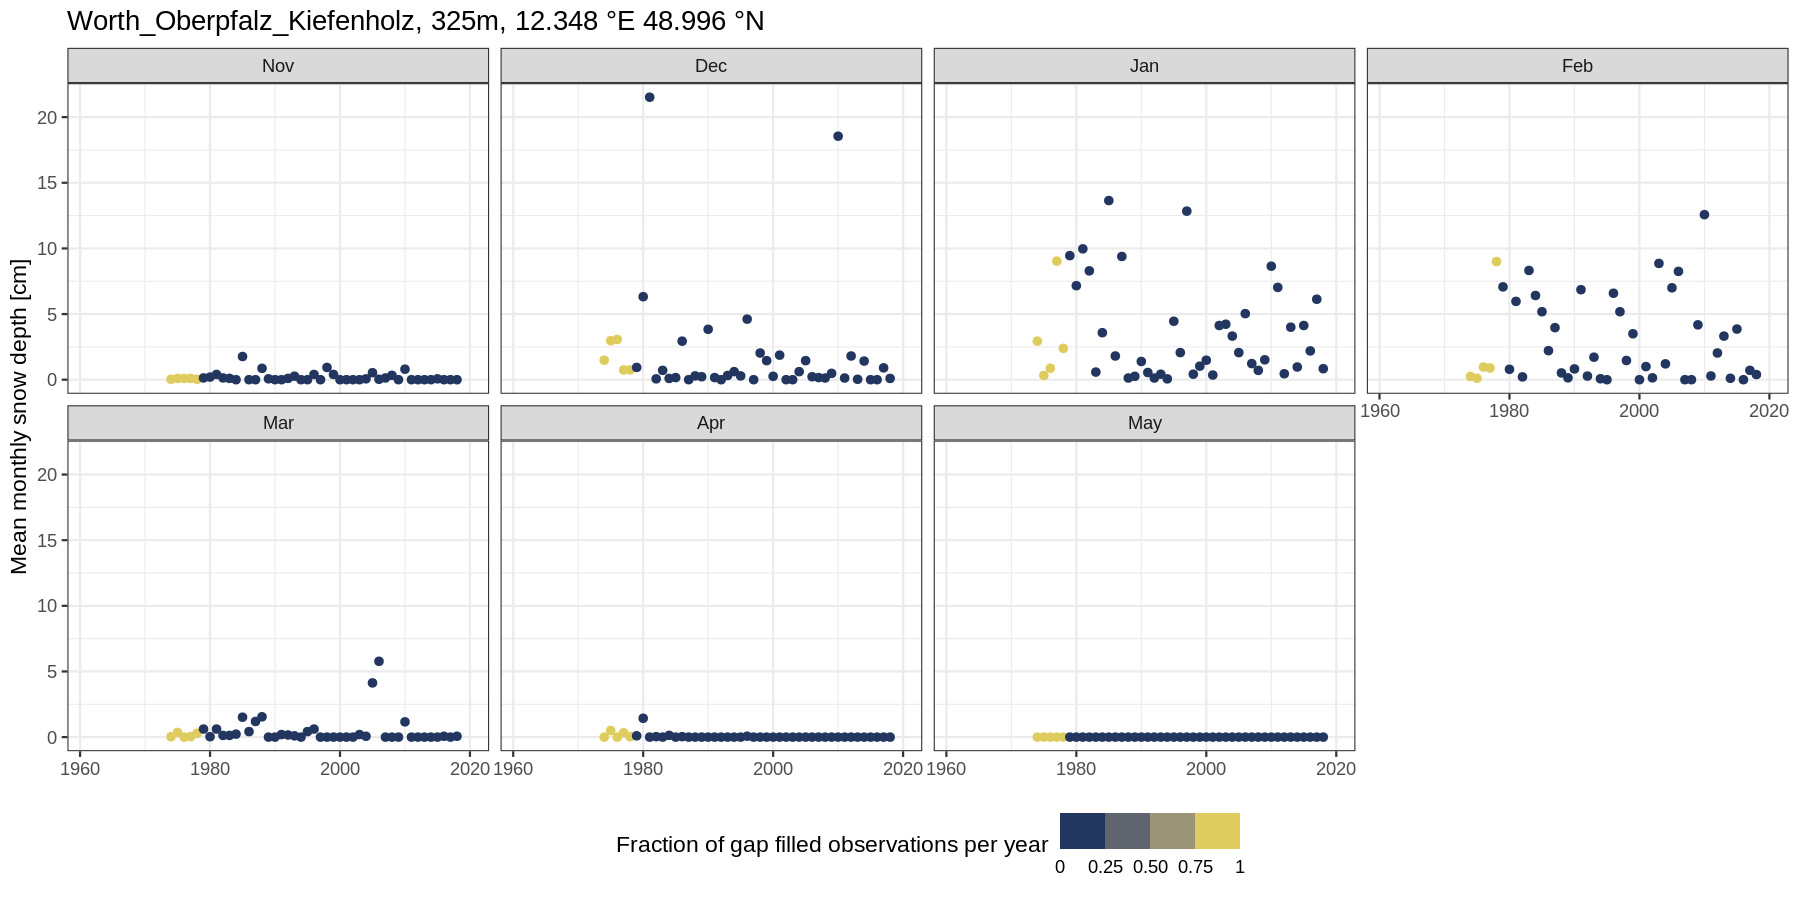 Worth_Oberpfalz_Kiefenholz, 325m, 12.348 °E 48.996 °N
Nov Dec Jan Feb
20
15
10
5
0
1960 1980 2000 2020
Mean monthly snow depth [cm]
Mar Apr May
20
15
10
5
0
1960 1980 2000 2020 1960 1980 2000 2020 1960 1980 2000 2020
Fraction of gap filled observations per year
0 0.25 0.50 0.75 1